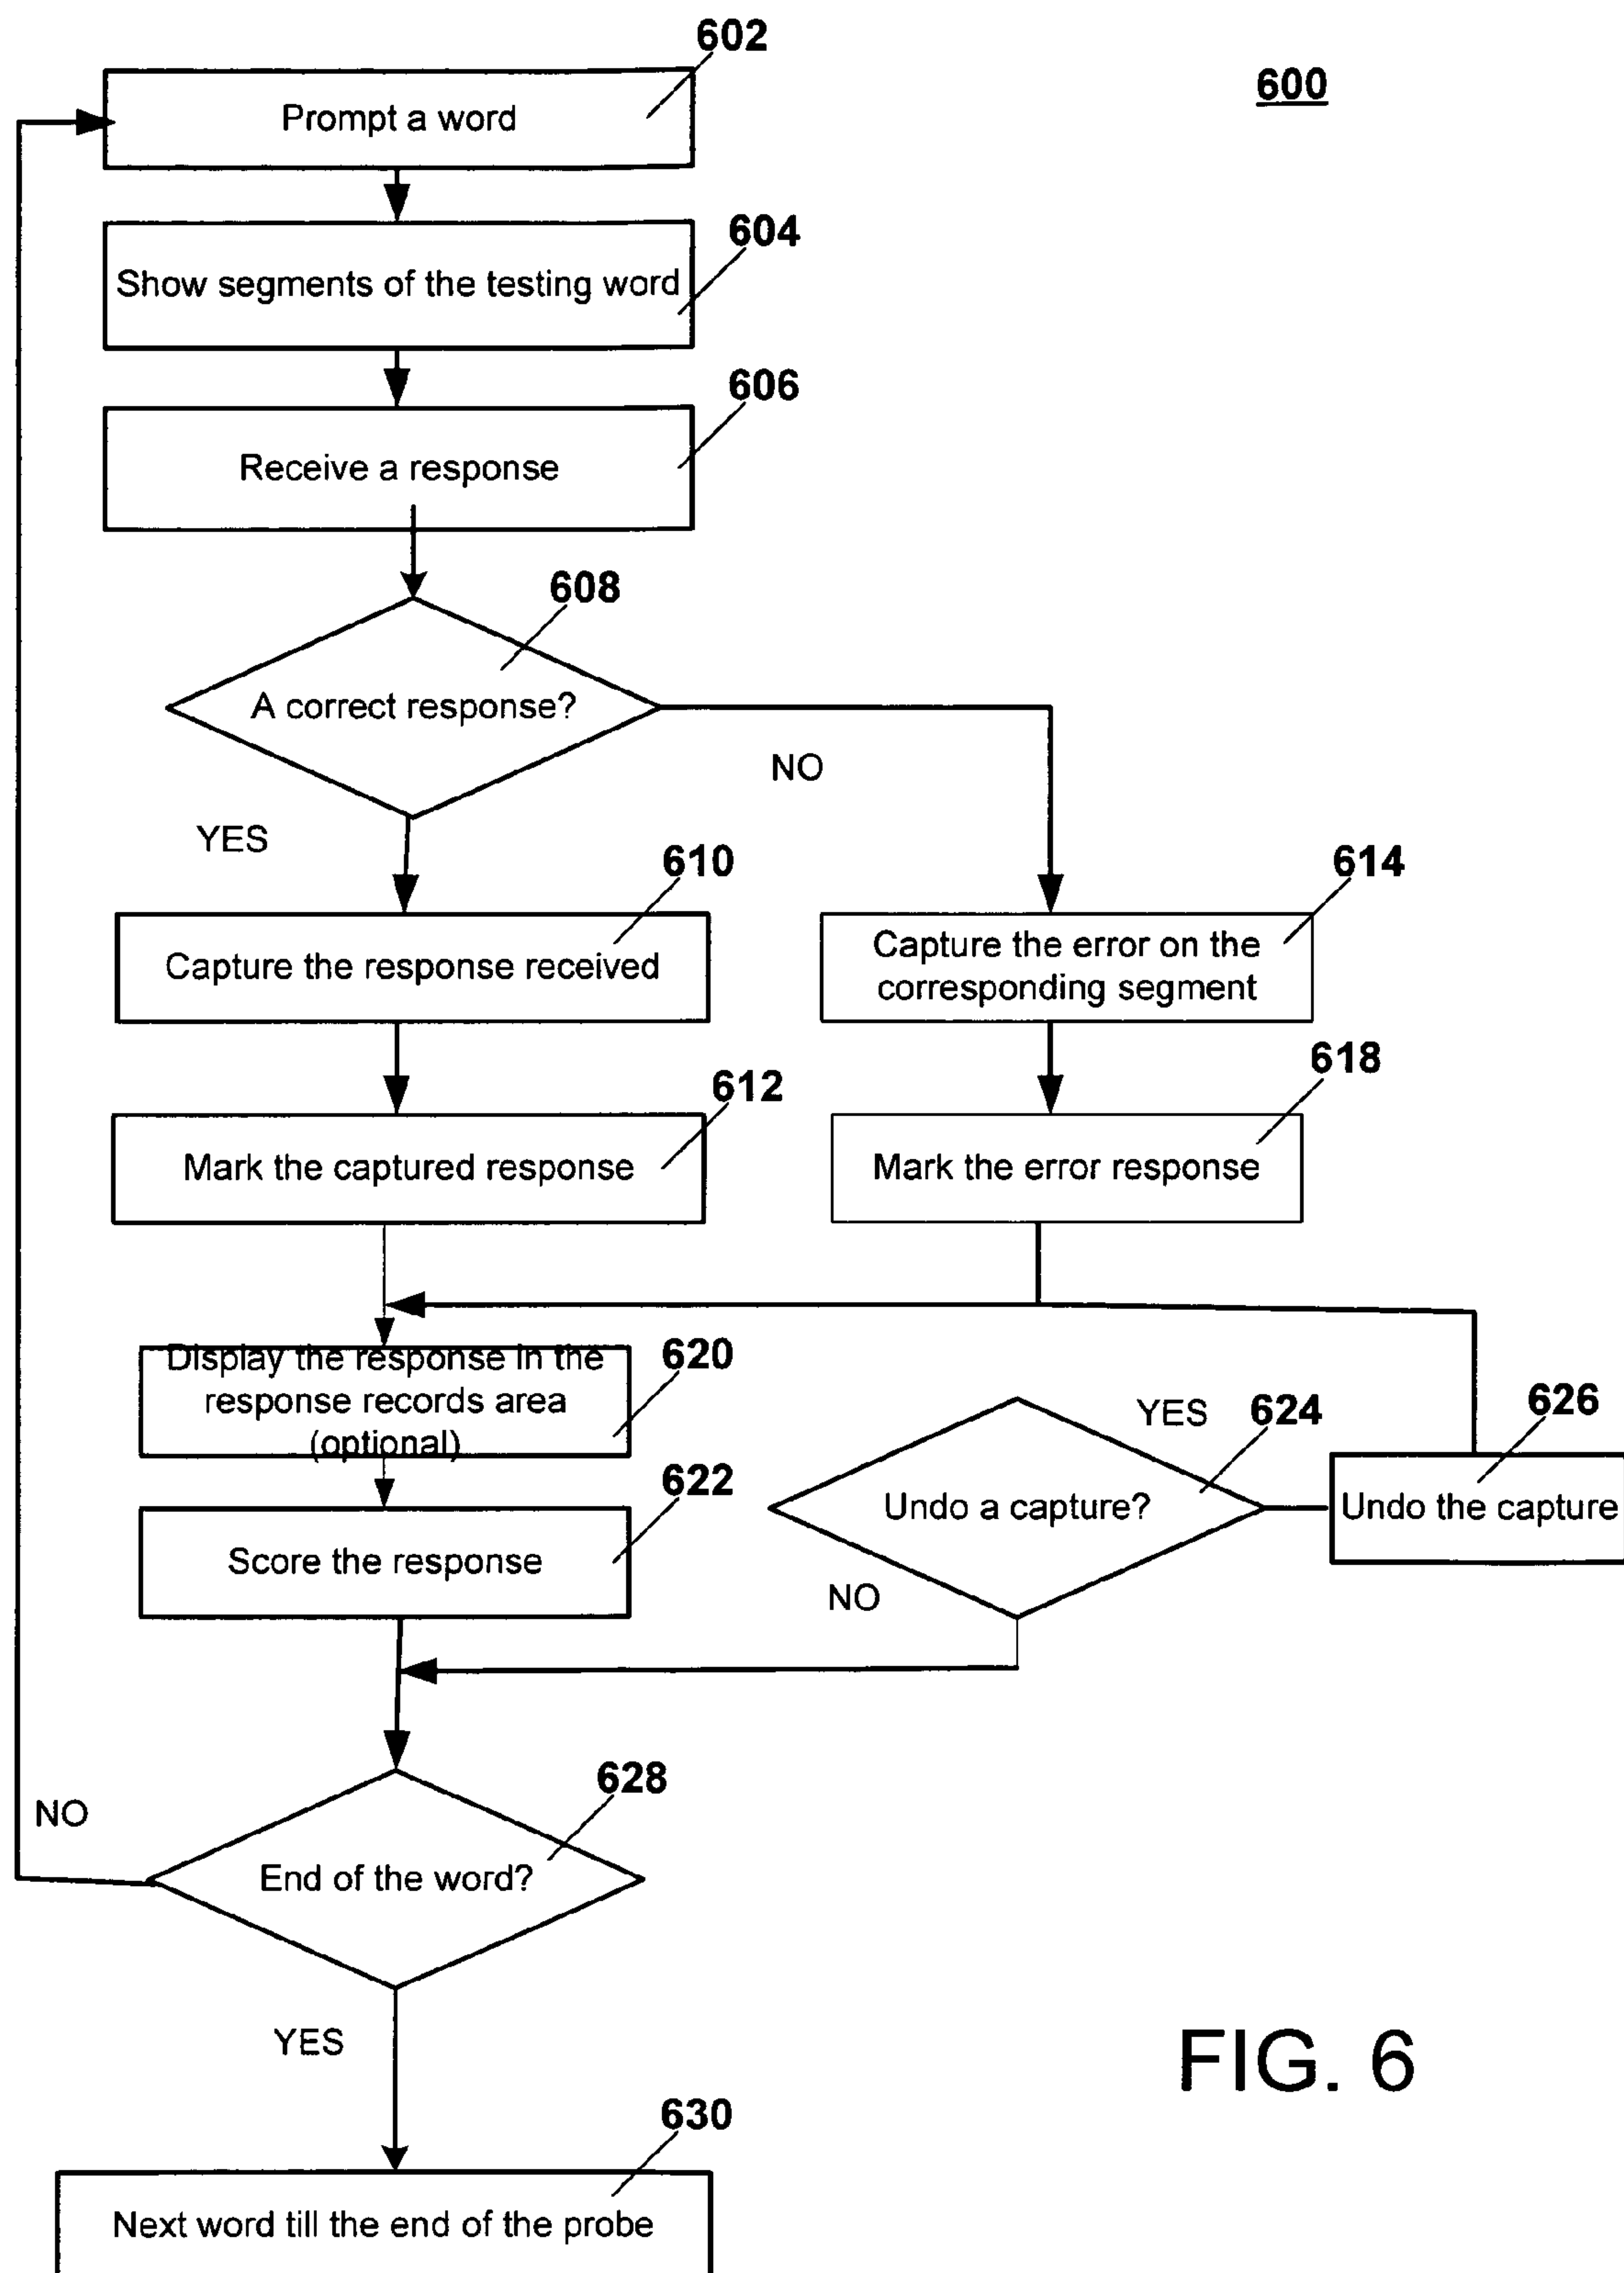 602
600
Prompt a word
604
Show segments of the testing word
606
Receive a response
608
A correct response?
NO
YES
610
614
Capture the response received
Capture the error on the
corresponding segment
618
612
Mark the captured response
Mark the error response
620
Display the response in the
response records area
(optional)
YES
624
626
622
Undo a capture?
Undo the capture
Score the response
NO
628
NO
End of the word?
YES
FIG. 6
630
Next word till the end of the probe